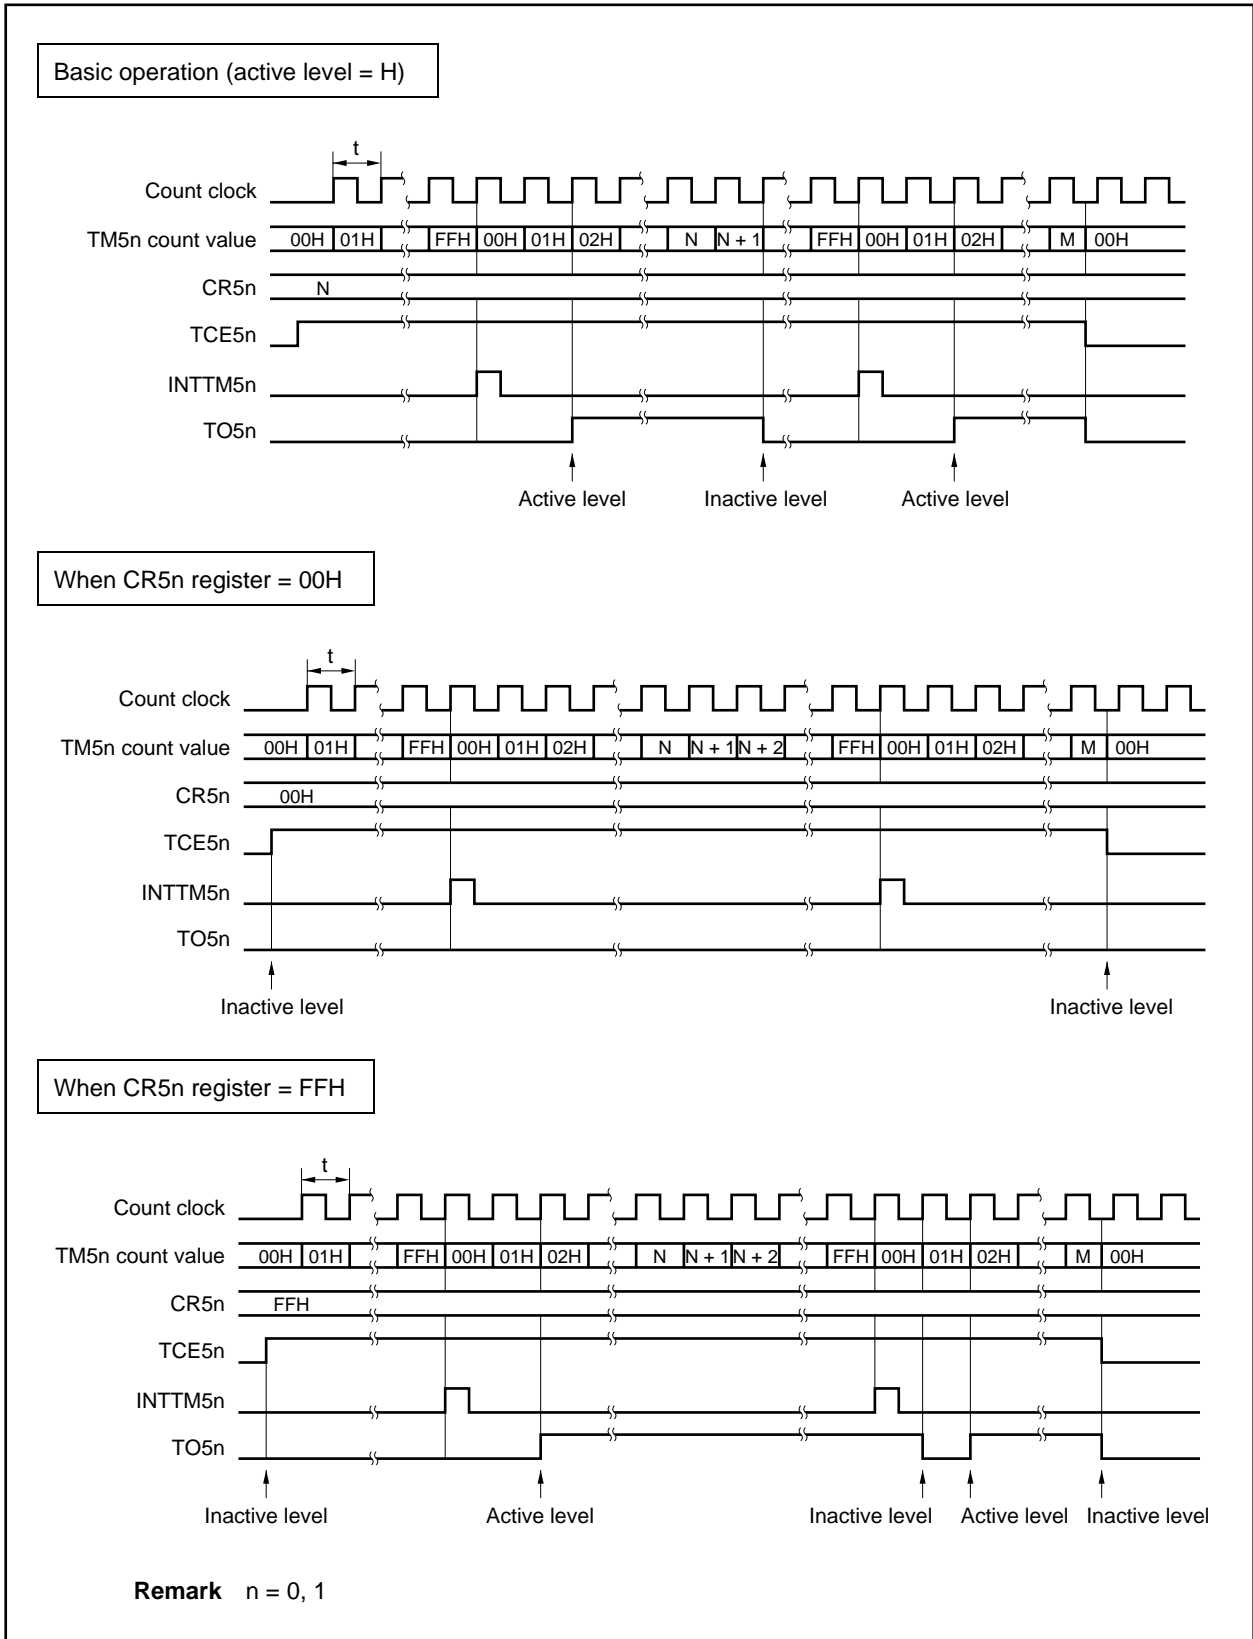 Basic operation (active level = H)
t
Count clock
TM5n count value 00H 01H FFH 00H 01H 02H N N + 1 FFH 00H 01H 02H M 00H
CR5n N
TCE5n
INTTM5n
TO5n
Active level Inactive level Active level
When CR5n register = 00H
t
Count clock
TM5n count value 00H 01H FFH 00H 01H 02H N N + 1 N + 2 FFH 00H 01H 02H M 00H
CR5n 00H
TCE5n
INTTM5n
TO5n
Inactive level Inactive level
When CR5n register = FFH
t
Count clock
TM5n count value 00H 01H FFH 00H 01H 02H N N + 1 N + 2 FFH 00H 01H 02H M 00H
CR5n FFH
TCE5n
INTTM5n
TO5n
Inactive level Active level Inactive level Active level Inactive level
Remark n = 0, 1